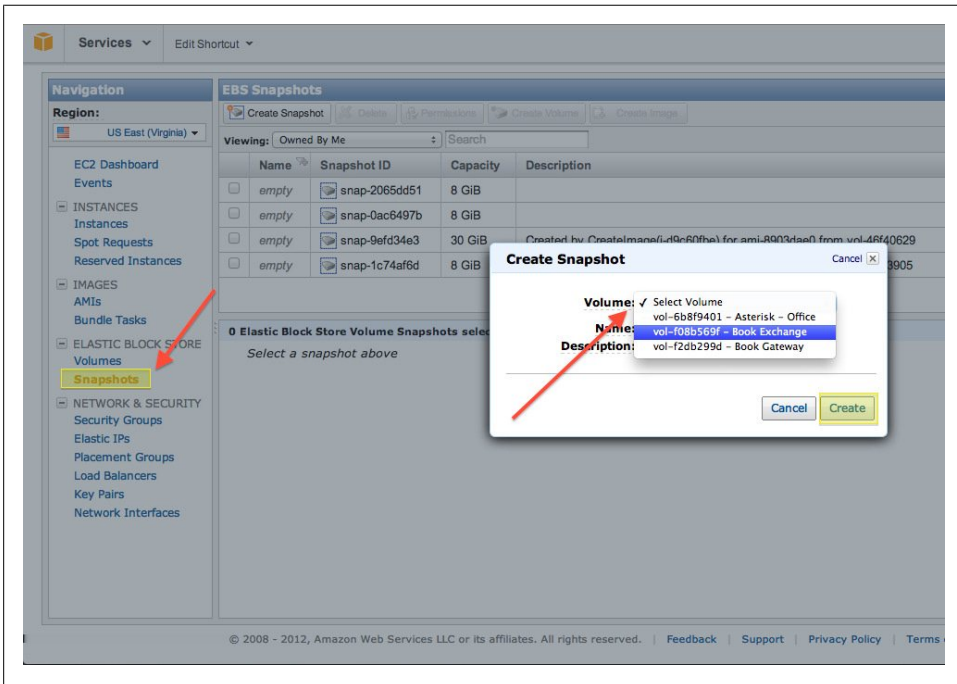 Services Edit Shortcut
Navigation
Region:
US East (Virginia)
EC2 Dashboard
Events
INSTANCES
Instances
Spot Requests
Reserved Instances
IMAGES
AMIs
Bundle Tasks
ELASTIC BLOCK STORE
Volumes
Snapshots
NETWORK & SECURITY
Security Groups
Elastic IPs
Placement Groups
Load Balancers
Key Pairs
Network Interfaces
EBS Snapshots
Create Snapshot Delete Permissions Create Volume Create Image
Viewing: Owned By Me Search
Name Snapshot ID Capacity Description
empty snap-2065dd51 8 GiB
empty snap-0ac6497b 8 GiB
empty snap-9efd34e3 30 GiB Created by CreateImage(i-d9c60fbe) for ami-8903dae0 from vol-46f40629
empty snap-1c74af6d 8 GiB 3905
0 Elastic Block Store Volume Snapshots selec
Select a snapshot above
Create Snapshot Cancel
Volume: ✓ Select Volume
vol-6b8f9401 – Asterisk – Office
Name: vol-f08b569f – Book Exchange
Description: vol-f2db299d – Book Gateway
Cancel Create
© 2008 - 2012, Amazon Web Services LLC or its affiliates. All rights reserved. | Feedback | Support | Privacy Policy | Terms